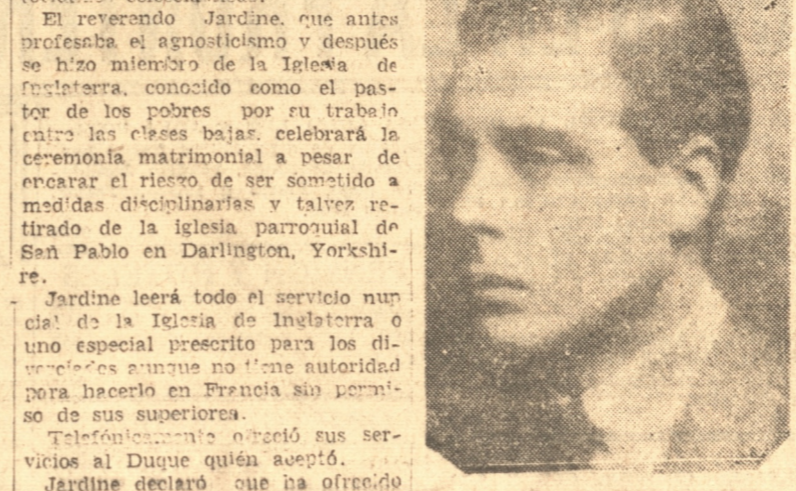 El reverendo Jardine, que antes
profesaba el agnosticismo y después
se hizo miembro de la Iglesia de
Inglaterra, conocido como el pas-
tor de los pobres por su trabajo
entre las clases bajas, celebrará la
ceremonia matrimonial a pesar de
encarar el riesgo de ser sometido a
medidas disciplinarias y talvez re-
tirado de la iglesia parroquial de
San Pablo en Darlington, Yorkshi-
re.
Jardine leerá todo el servicio nup
cial de la Iglesia de Inglaterra o
uno especial prescrito para los di-
vorciados aunque no tiene autoridad
para hacerlo en Francia sin permi-
so de sus superiores.
Telefónicamente ofreció sus ser-
vicios al Duque quién aceptó.
Jardine declaró que ha ofrecido